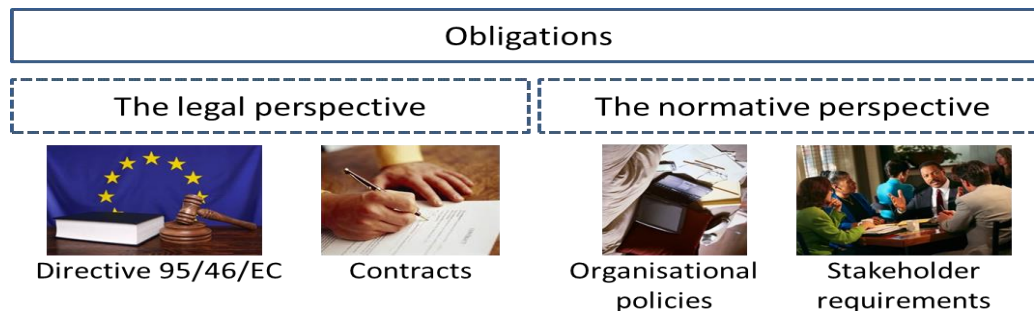 Obligations
The legal perspective
The normative perspective
Directive 95/46/EC
Contracts
Organisational
policies
Stakeholder
requirements